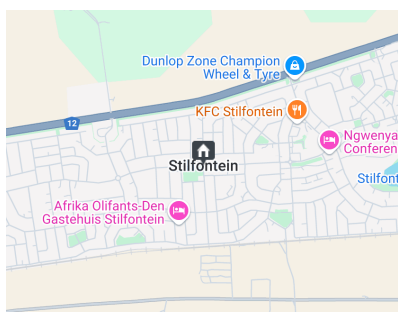 Dunlop Zone Champion
Wheel & Tyre
12
KFC Stilfontein
Ngwenya
Conferen
Stilfontein
Stilfont
Afrika Olifants-Den
Gastehuis Stilfontein